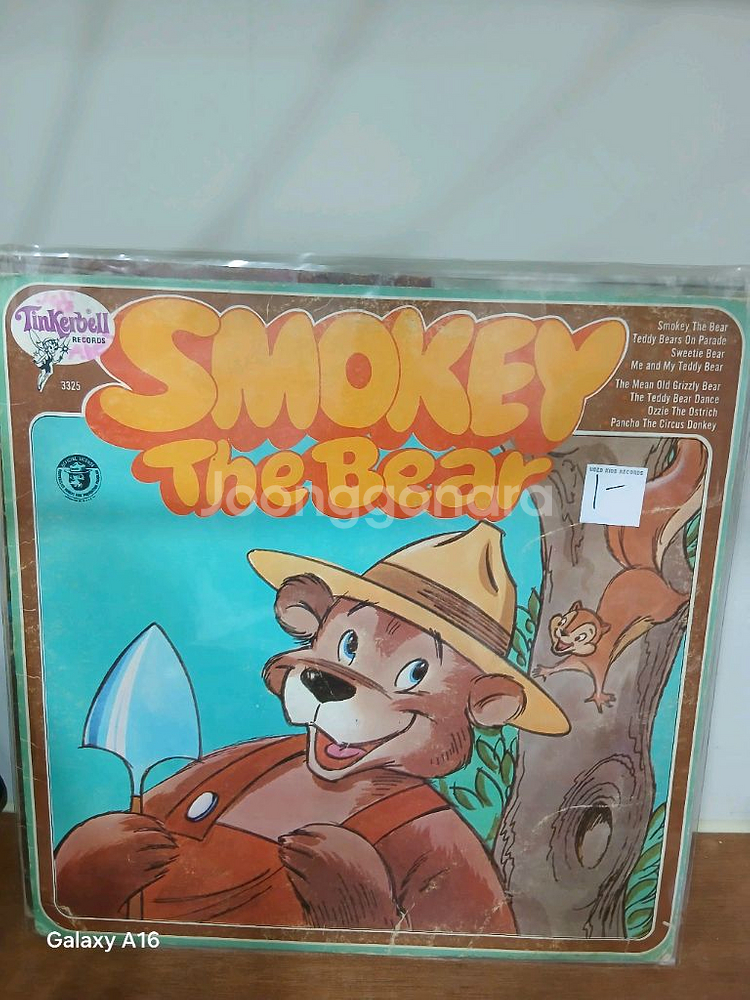 Tinkerbell
RECORDS
3325
SMOKEY
The Bear
Smokey The Bear
Teddy Bears On Parade
Sweetie Bear
Me and My Teddy Bear
The Mean Old Grizzly Bear
The Teddy Bear Dance
Ozzie The Ostrich
Pancho The Circus Donkey
USED KIDS RECORDS
1-
Joonggonara
Galaxy A16